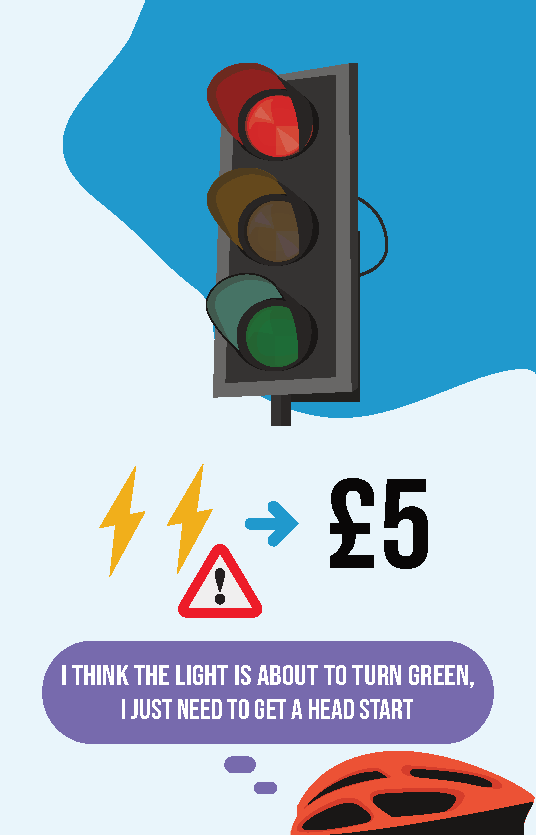 £5
!
I THINK THE LIGHT IS ABOUT TO TURN GREEN,
I JUST NEED TO GET A HEAD START